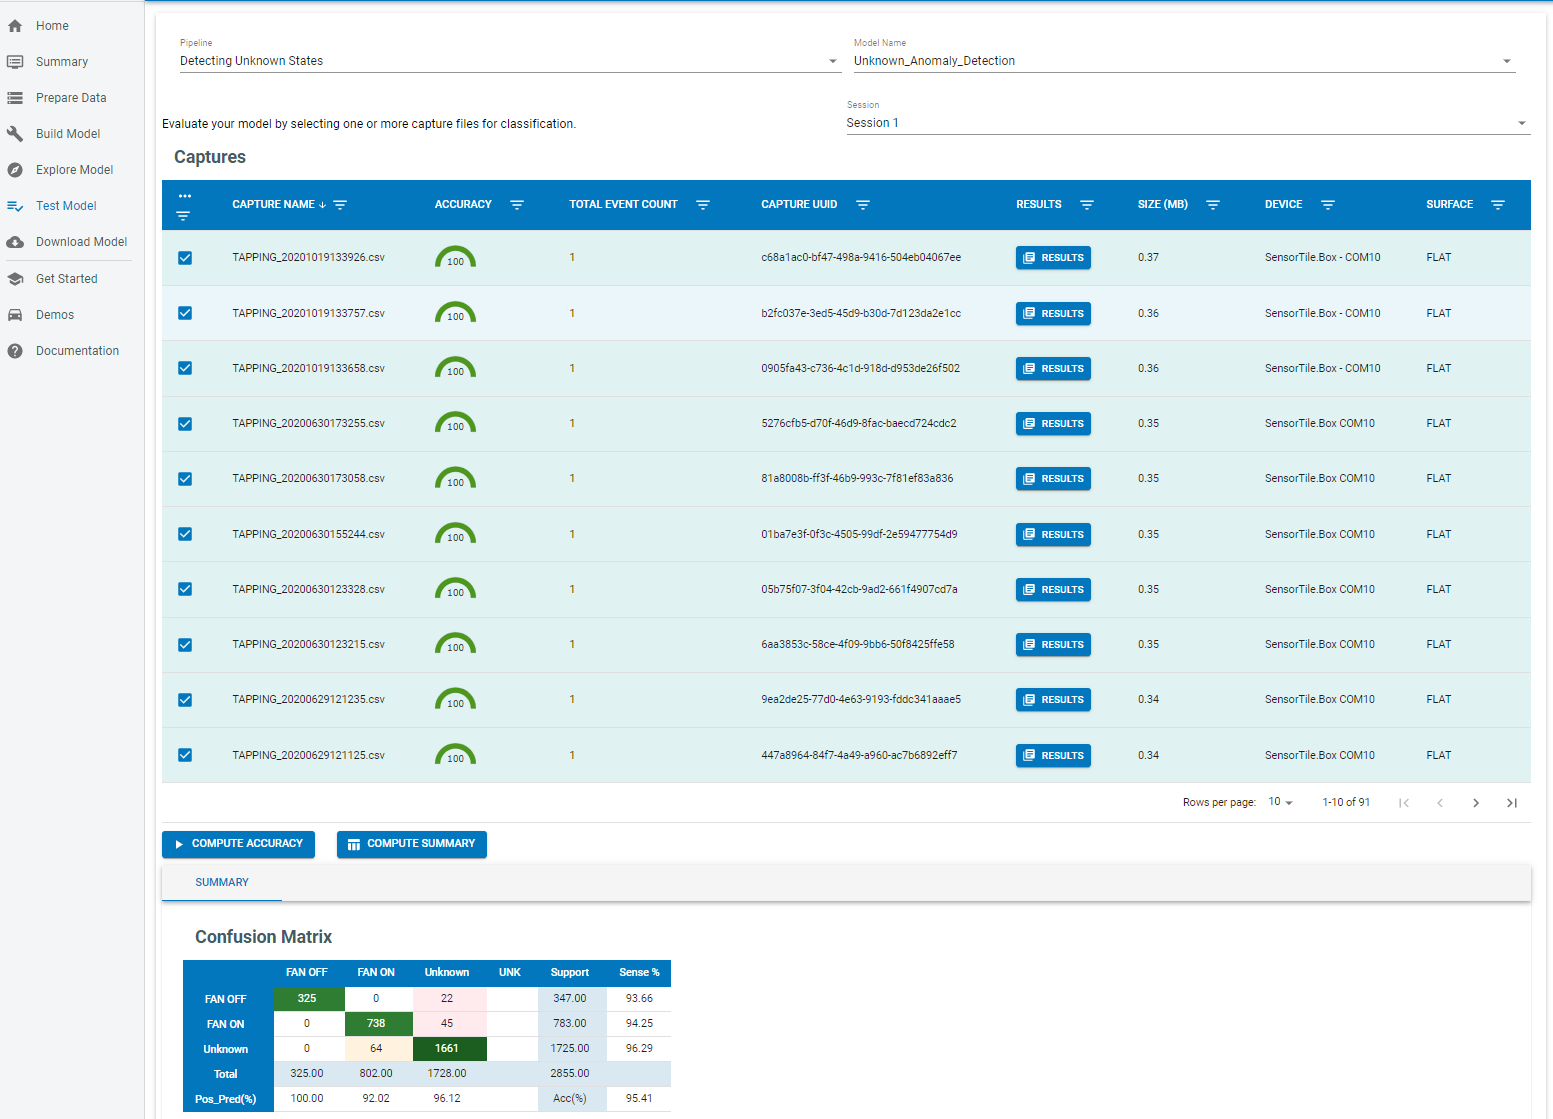 Home
Summary
Prepare Data
Build Model
Explore Model
Test Model
Download Model
Get Started
Demos
Documentation
Pipeline
Detecting Unknown States
Model Name
Unknown_Anomaly_Detection
Evaluate your model by selecting one or more capture files for classification.
Session
Session 1
Captures
CAPTURE NAME ACCURACY TOTAL EVENT COUNT CAPTURE UUID RESULTS SIZE (MB) DEVICE SURFACE
TAPPING_20201019133926.csv 100 1 c68a1ac0-bf47-498a-9416-504eb04067ee RESULTS 0.37 SensorTile.Box - COM10 FLAT
TAPPING_20201019133757.csv 100 1 b2fc037e-3ed5-45d9-b30d-7d123da2e1cc RESULTS 0.36 SensorTile.Box - COM10 FLAT
TAPPING_20201019133658.csv 100 1 0905fa43-c736-4c1d-918d-d953de26f502 RESULTS 0.36 SensorTile.Box - COM10 FLAT
TAPPING_20200630173255.csv 100 1 5276cfb5-d70f-46d9-8fac-baecd724cdc2 RESULTS 0.35 SensorTile.Box COM10 FLAT
TAPPING_20200630173058.csv 100 1 81a8008b-ff3f-46b9-993c-7f81ef83a836 RESULTS 0.35 SensorTile.Box COM10 FLAT
TAPPING_20200630155244.csv 100 1 01ba7e3f-0f3c-4505-99df-2e59477754d9 RESULTS 0.35 SensorTile.Box COM10 FLAT
TAPPING_20200630123328.csv 100 1 05b75f07-3f04-42cb-9ad2-661f4907cd7a RESULTS 0.35 SensorTile.Box COM10 FLAT
TAPPING_20200630123215.csv 100 1 6aa3853c-58ce-4f09-9bb6-50f8425ffe58 RESULTS 0.35 SensorTile.Box COM10 FLAT
TAPPING_20200629121235.csv 100 1 9ea2de25-77d0-4e63-9193-fddc341aaae5 RESULTS 0.34 SensorTile.Box COM10 FLAT
TAPPING_20200629121125.csv 100 1 447a8964-84f7-4a49-a960-ac7b6892eff7 RESULTS 0.34 SensorTile.Box COM10 FLAT
Rows per page: 10 1-10 of 91
COMPUTE ACCURACY COMPUTE SUMMARY
SUMMARY
Confusion Matrix
FAN OFF FAN ON Unknown UNK Support Sense %
FAN OFF 325 0 22 347.00 93.66
FAN ON 0 738 45 783.00 94.25
Unknown 0 64 1661 1725.00 96.29
Total 325.00 802.00 1728.00 2855.00
Pos_Pred(%) 100.00 92.02 96.12 Acc(%) 95.41